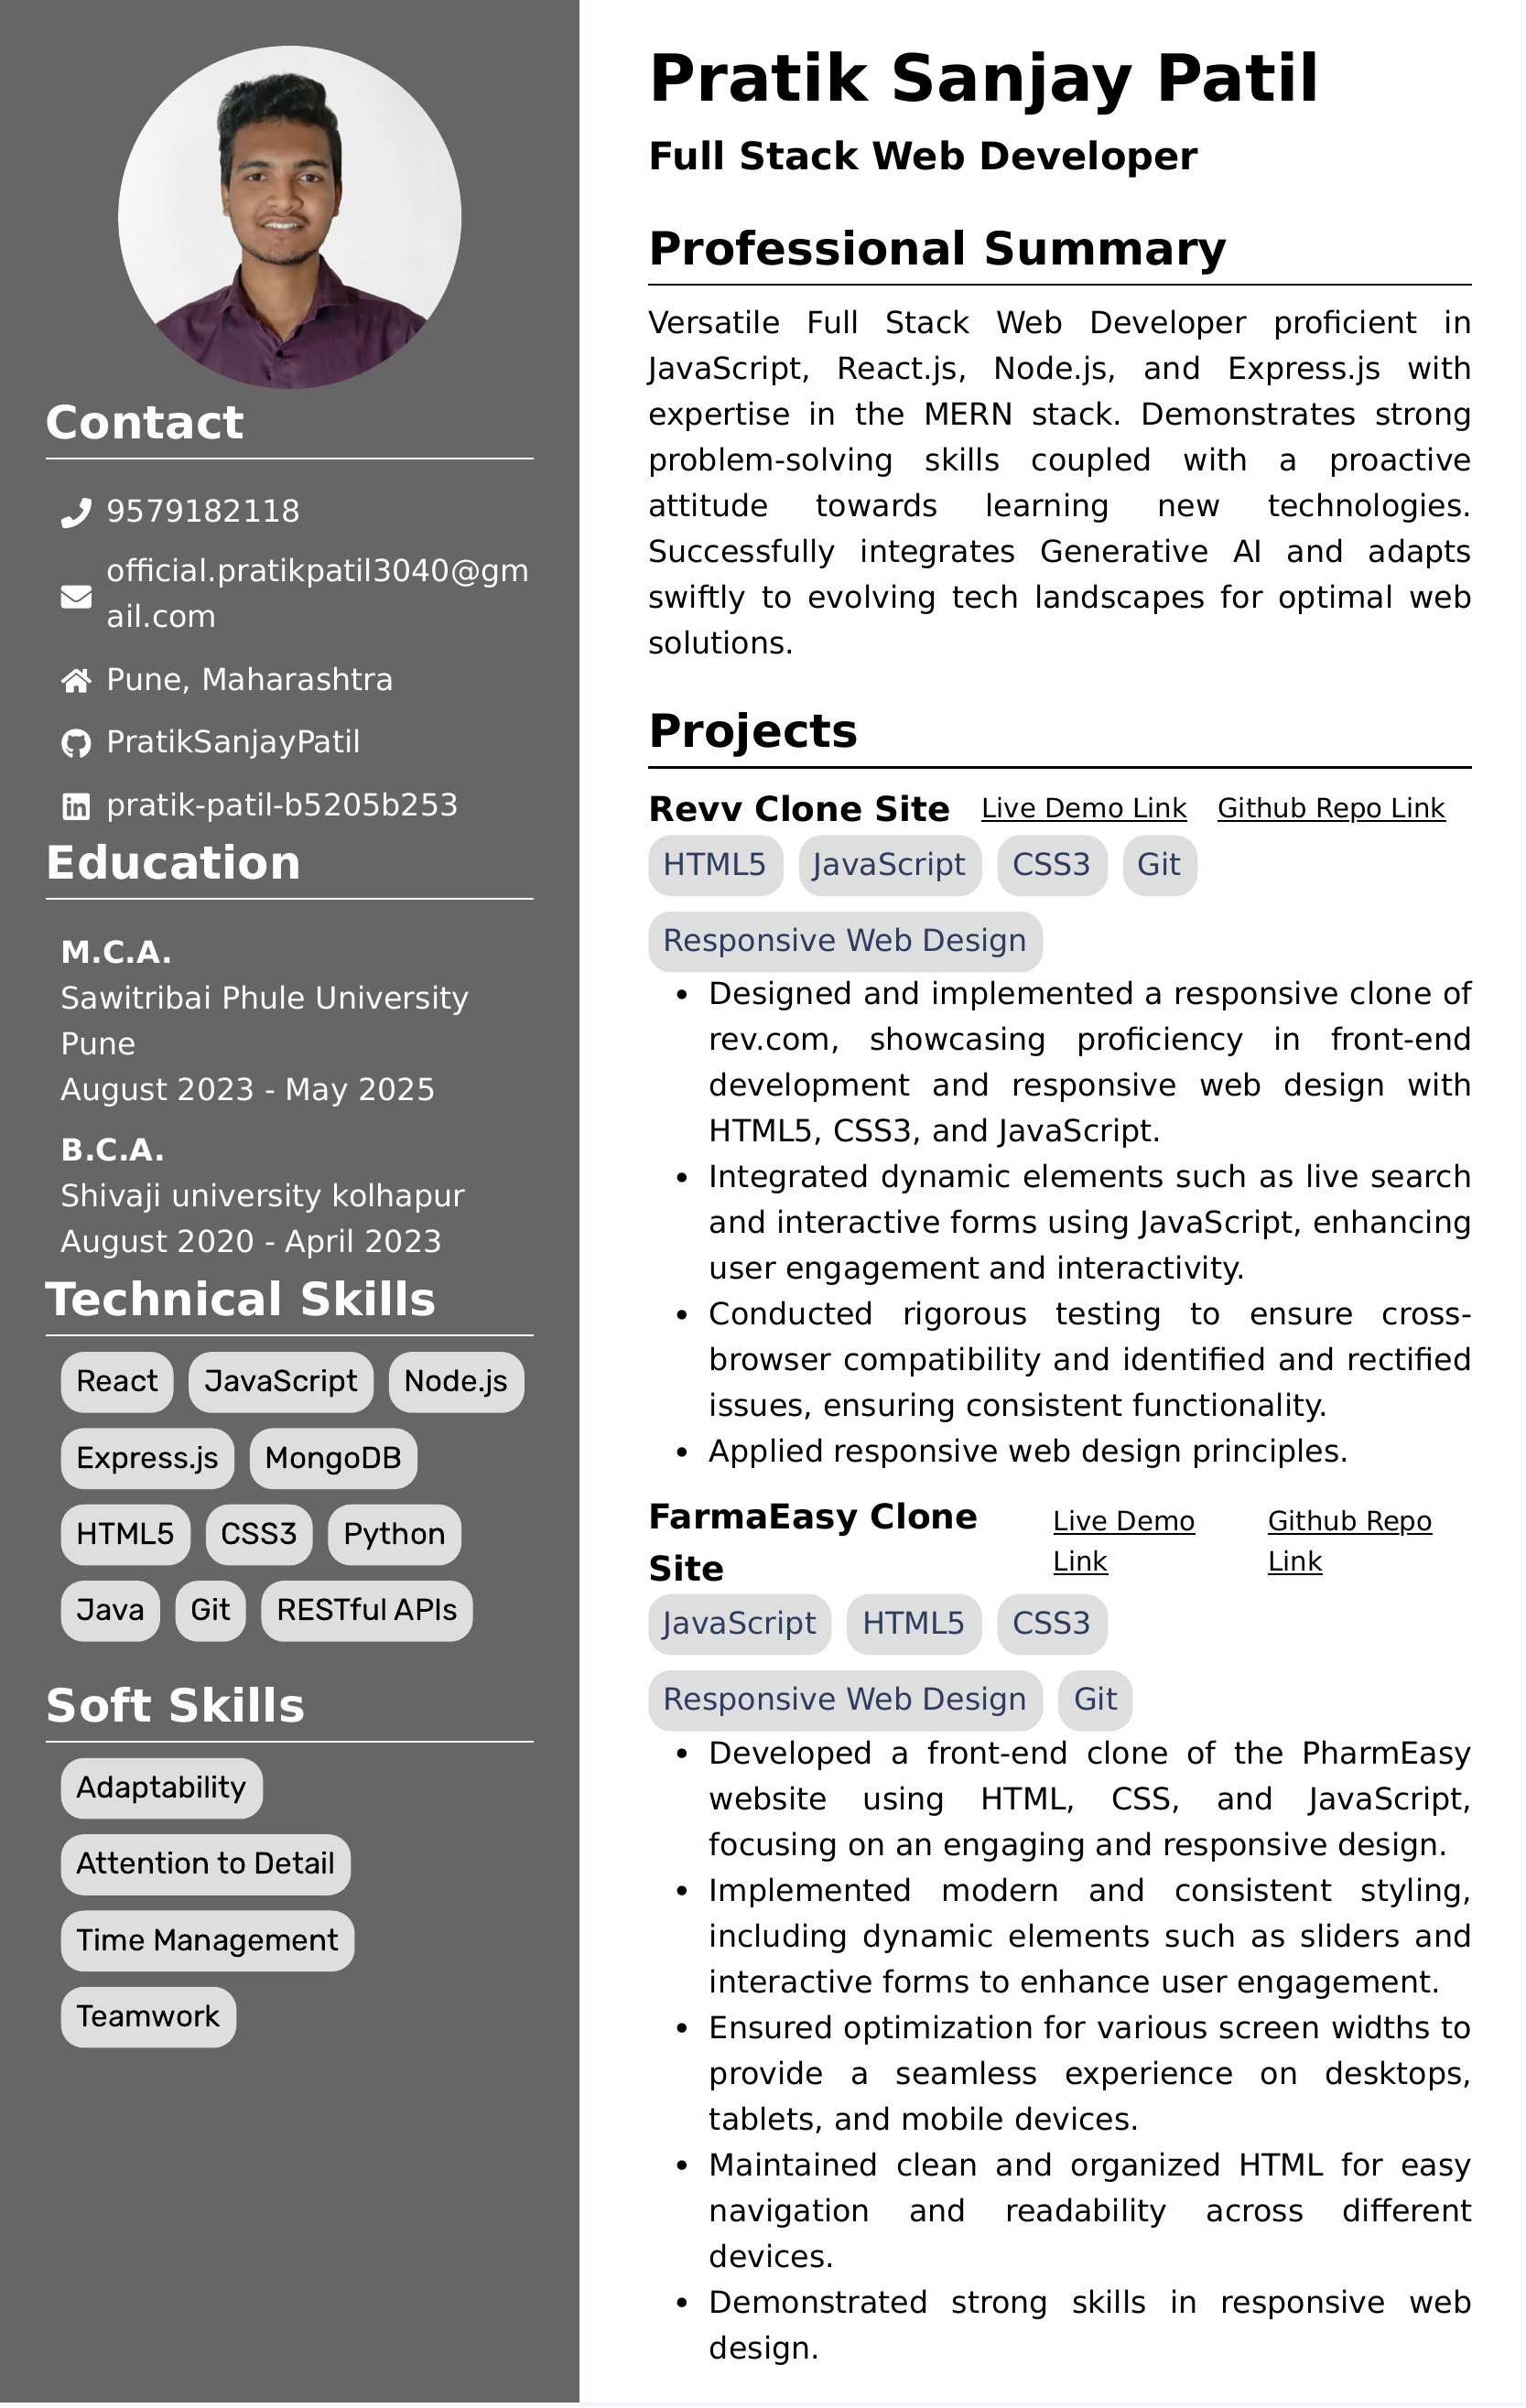 Contact
9579182118
official.pratikpatil3040@gm
ail.com
Pune, Maharashtra
PratikSanjayPatil
pratik-patil-b5205b253
Education
M.C.A.
Sawitribai Phule University
Pune
August 2023 - May 2025
B.C.A.
Shivaji university kolhapur
August 2020 - April 2023
Technical Skills
React JavaScript Node.js
Express.js MongoDB
HTML5 CSS3 Python
Java Git RESTful APIs
Soft Skills
Adaptability
Attention to Detail
Time Management
Teamwork
Pratik Sanjay Patil
Full Stack Web Developer
Professional Summary
Versatile Full Stack Web Developer proficient in
JavaScript, React.js, Node.js, and Express.js with
expertise in the MERN stack. Demonstrates strong
problem-solving skills coupled with a proactive
attitude towards learning new technologies.
Successfully integrates Generative AI and adapts
swiftly to evolving tech landscapes for optimal web
solutions.
Projects
Revv Clone Site Live Demo Link Github Repo Link
HTML5 JavaScript CSS3 Git
Responsive Web Design
• Designed and implemented a responsive clone of
rev.com, showcasing proficiency in front-end
development and responsive web design with
HTML5, CSS3, and JavaScript.
• Integrated dynamic elements such as live search
and interactive forms using JavaScript, enhancing
user engagement and interactivity.
• Conducted rigorous testing to ensure cross-
browser compatibility and identified and rectified
issues, ensuring consistent functionality.
• Applied responsive web design principles.
FarmaEasy Clone Live Demo Github Repo
Site Link Link
JavaScript HTML5 CSS3
Responsive Web Design Git
• Developed a front-end clone of the PharmEasy
website using HTML, CSS, and JavaScript,
focusing on an engaging and responsive design.
• Implemented modern and consistent styling,
including dynamic elements such as sliders and
interactive forms to enhance user engagement.
• Ensured optimization for various screen widths to
provide a seamless experience on desktops,
tablets, and mobile devices.
• Maintained clean and organized HTML for easy
navigation and readability across different
devices.
• Demonstrated strong skills in responsive web
design.